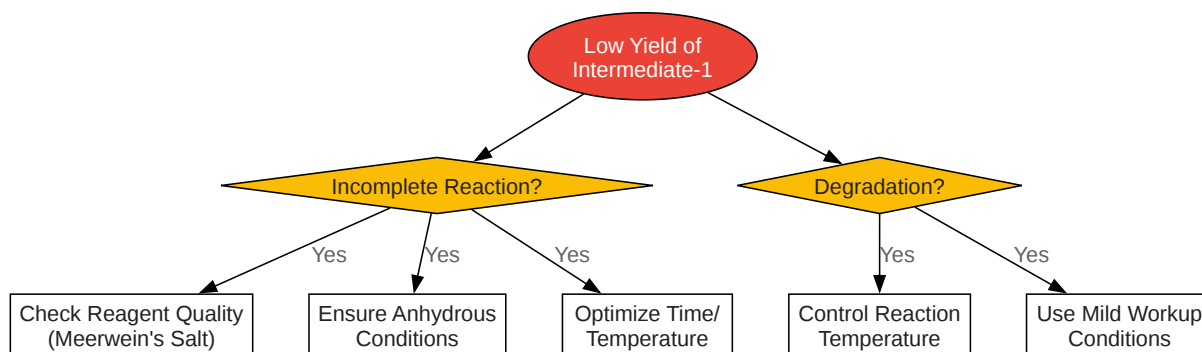 Low Yield of
Intermediate-1
Incomplete Reaction?
Degradation?
Yes
Yes
Yes
Yes
Yes
Check Reagent Quality
(Meerwein's Salt)
Ensure Anhydrous
Conditions
Optimize Time/
Temperature
Control Reaction
Temperature
Use Mild Workup
Conditions